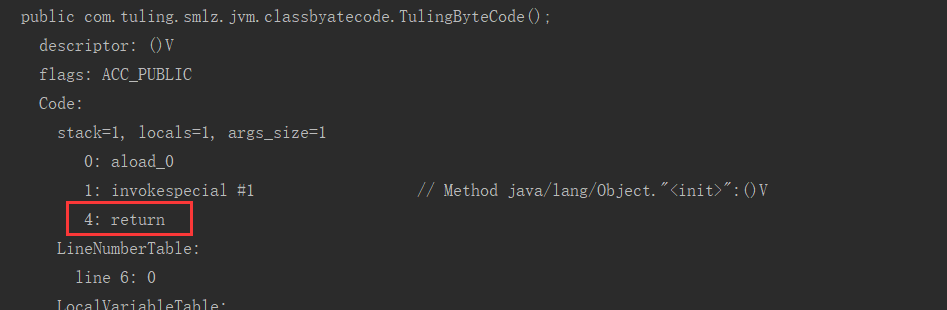 public com.tuling.smlz.jvm.classbyatecode.TulingByteCode();
descriptor: ()V
flags: ACC_PUBLIC
Code:
stack=1, locals=1, args_size=1
0: aload_0
1: invokespecial #1 // Method java/lang/Object."<init>":()V
4: return
LineNumberTable:
line 6: 0
LocalVariableTable: